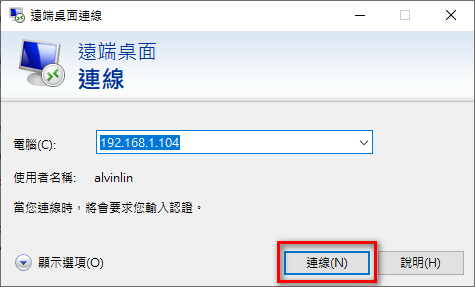 遠端桌面連線
遠端桌面
連線
電腦(C):
192.168.1.104
使用者名稱:
alvinlin
當您連線時，將會要求您輸入認證。
顯示選項(O)
連線(N)
說明(H)